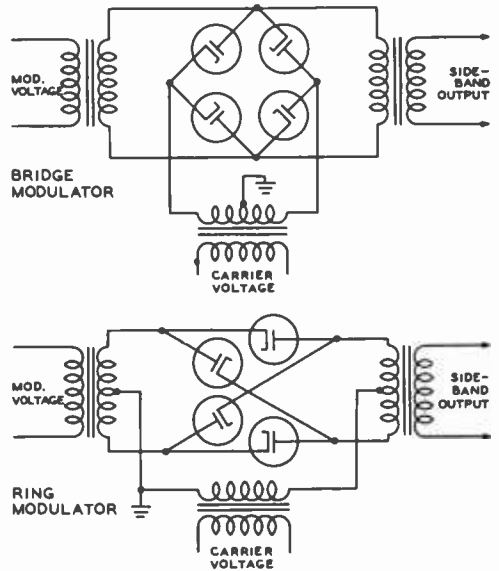 MOD.
VOLTAGE
SIDE-
BAND
OUTPUT
BRIDGE
MODULATOR
CARRIER
VOLTAGE
MOD.
VOLTAGE
SIDE-
BAND
OUTPUT
RING
MODULATOR
CARRIER
VOLTAGE